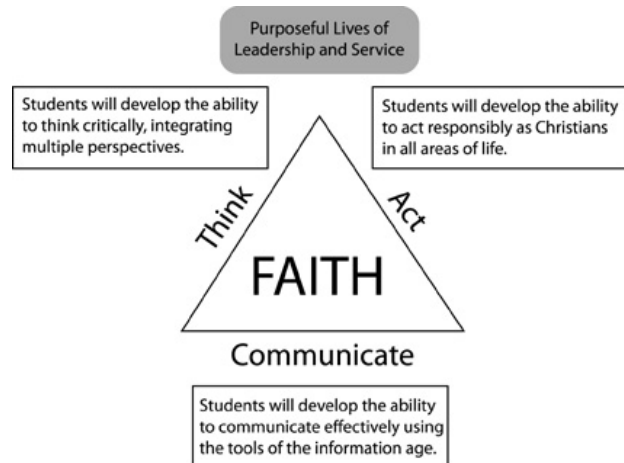 Purposeful Lives of
Leadership and Service
Students will develop the ability
to think critically, integrating
multiple perspectives.
Students will develop the ability
to act responsibly as Christians
in all areas of life.
Think
Act
FAITH
Communicate
Students will develop the ability
to communicate effectively using
the tools of the information age.